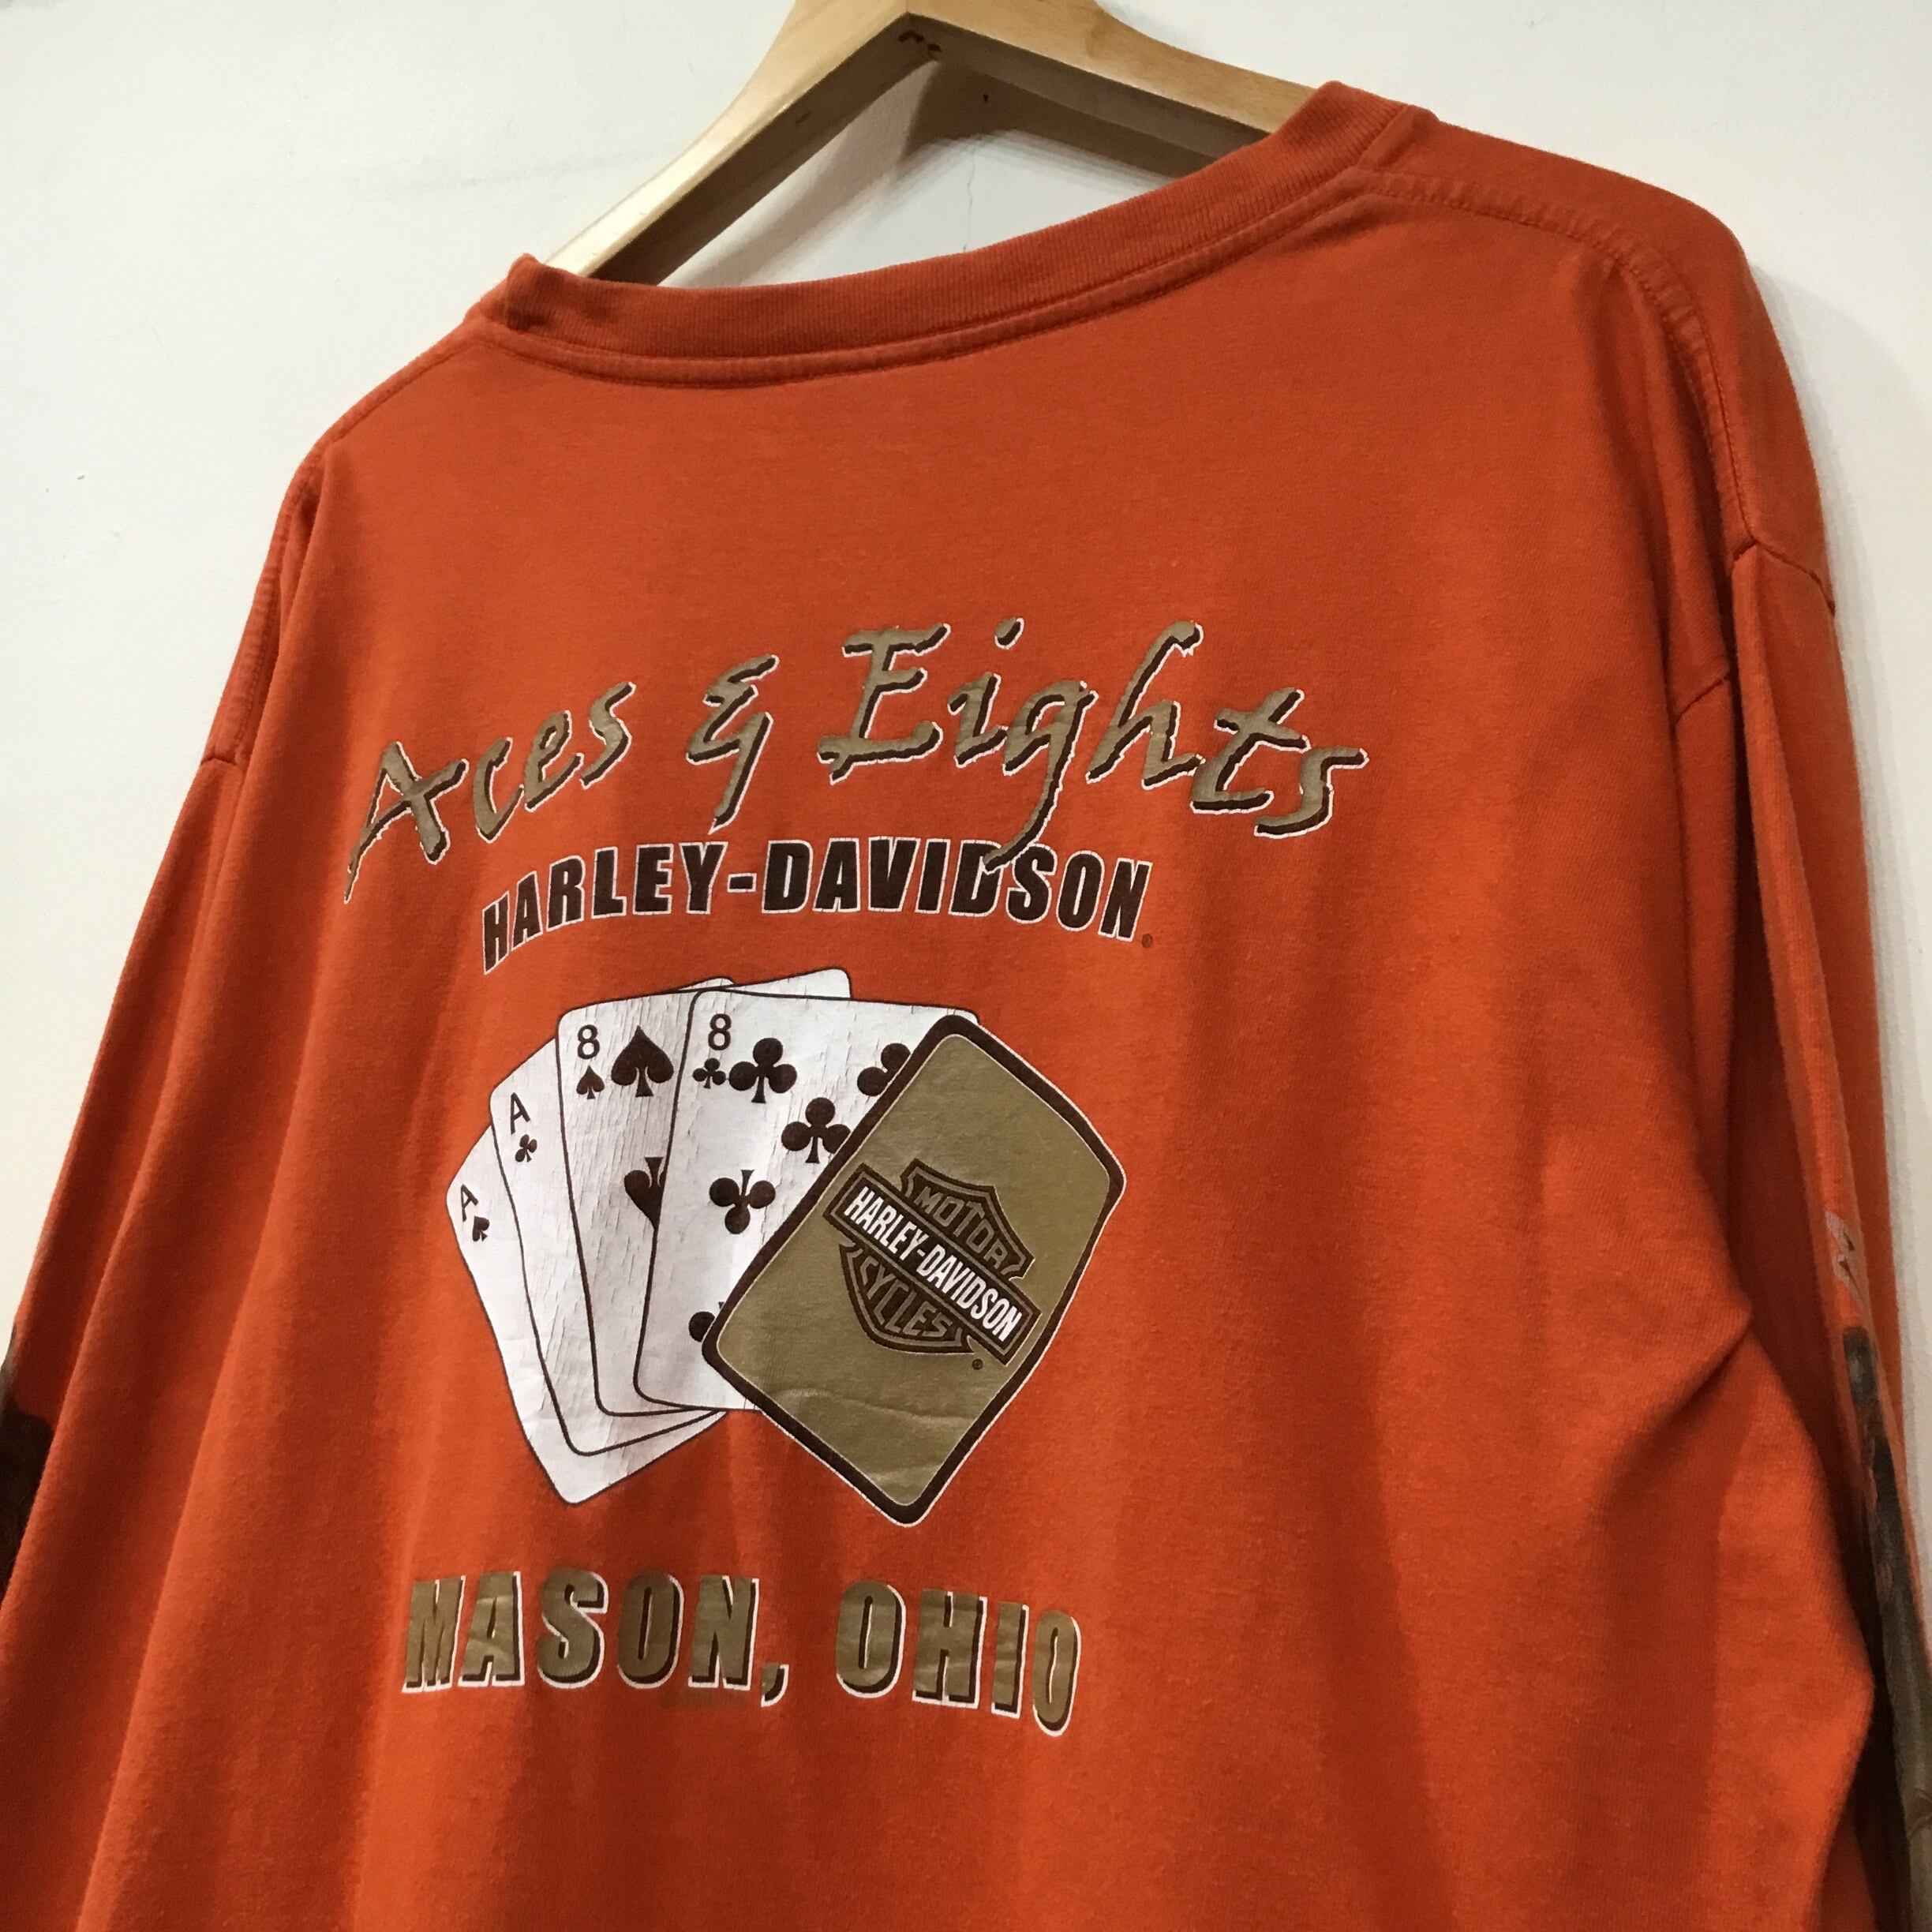 Aces & Eights
HARLEY-DAVIDSON®
A
A
8
8
MOTOR
HARLEY-DAVIDSON
CYCLES
®
MASON, OHIO